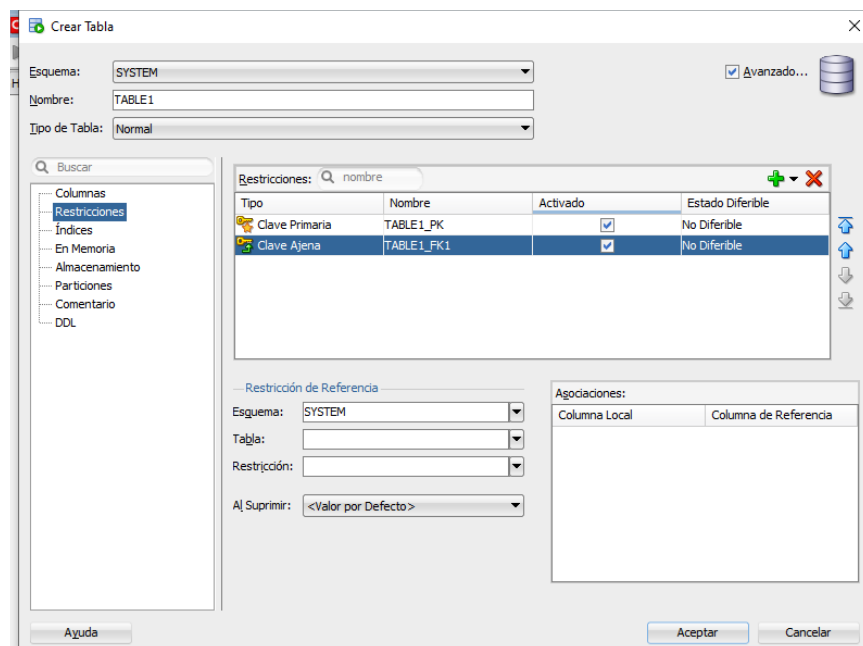 Crear Tabla
Esquema: SYSTEM
Avanzado...
Nombre: TABLE1
Tipo de Tabla: Normal
Buscar
Columnas
Restricciones
Índices
En Memoria
Almacenamiento
Particiones
Comentario
DDL
Restricciones: nombre
Tipo Nombre Activado Estado Diferible
Clave Primaria TABLE1_PK No Diferible
Clave Ajena TABLE1_FK1 No Diferible
Restricción de Referencia
Esquema: SYSTEM
Tabla:
Restricción:
Al Suprimir: <Valor por Defecto>
Asociaciones:
Columna Local Columna de Referencia
Ayuda
Aceptar
Cancelar